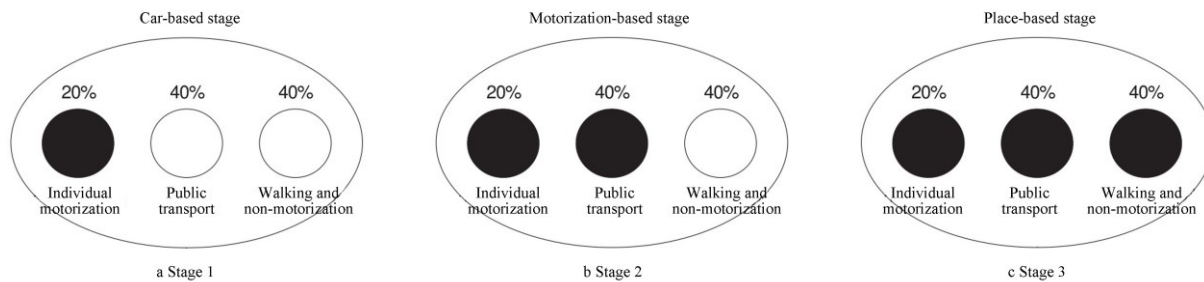 Car-based stage
20%
40%
40%
Individual
motorization
Public
transport
Walking and
non-motorization
a Stage 1
Motorization-based stage
20%
40%
40%
Individual
motorization
Public
transport
Walking and
non-motorization
b Stage 2
Place-based stage
20%
40%
40%
Individual
motorization
Public
transport
Walking and
non-motorization
c Stage 3